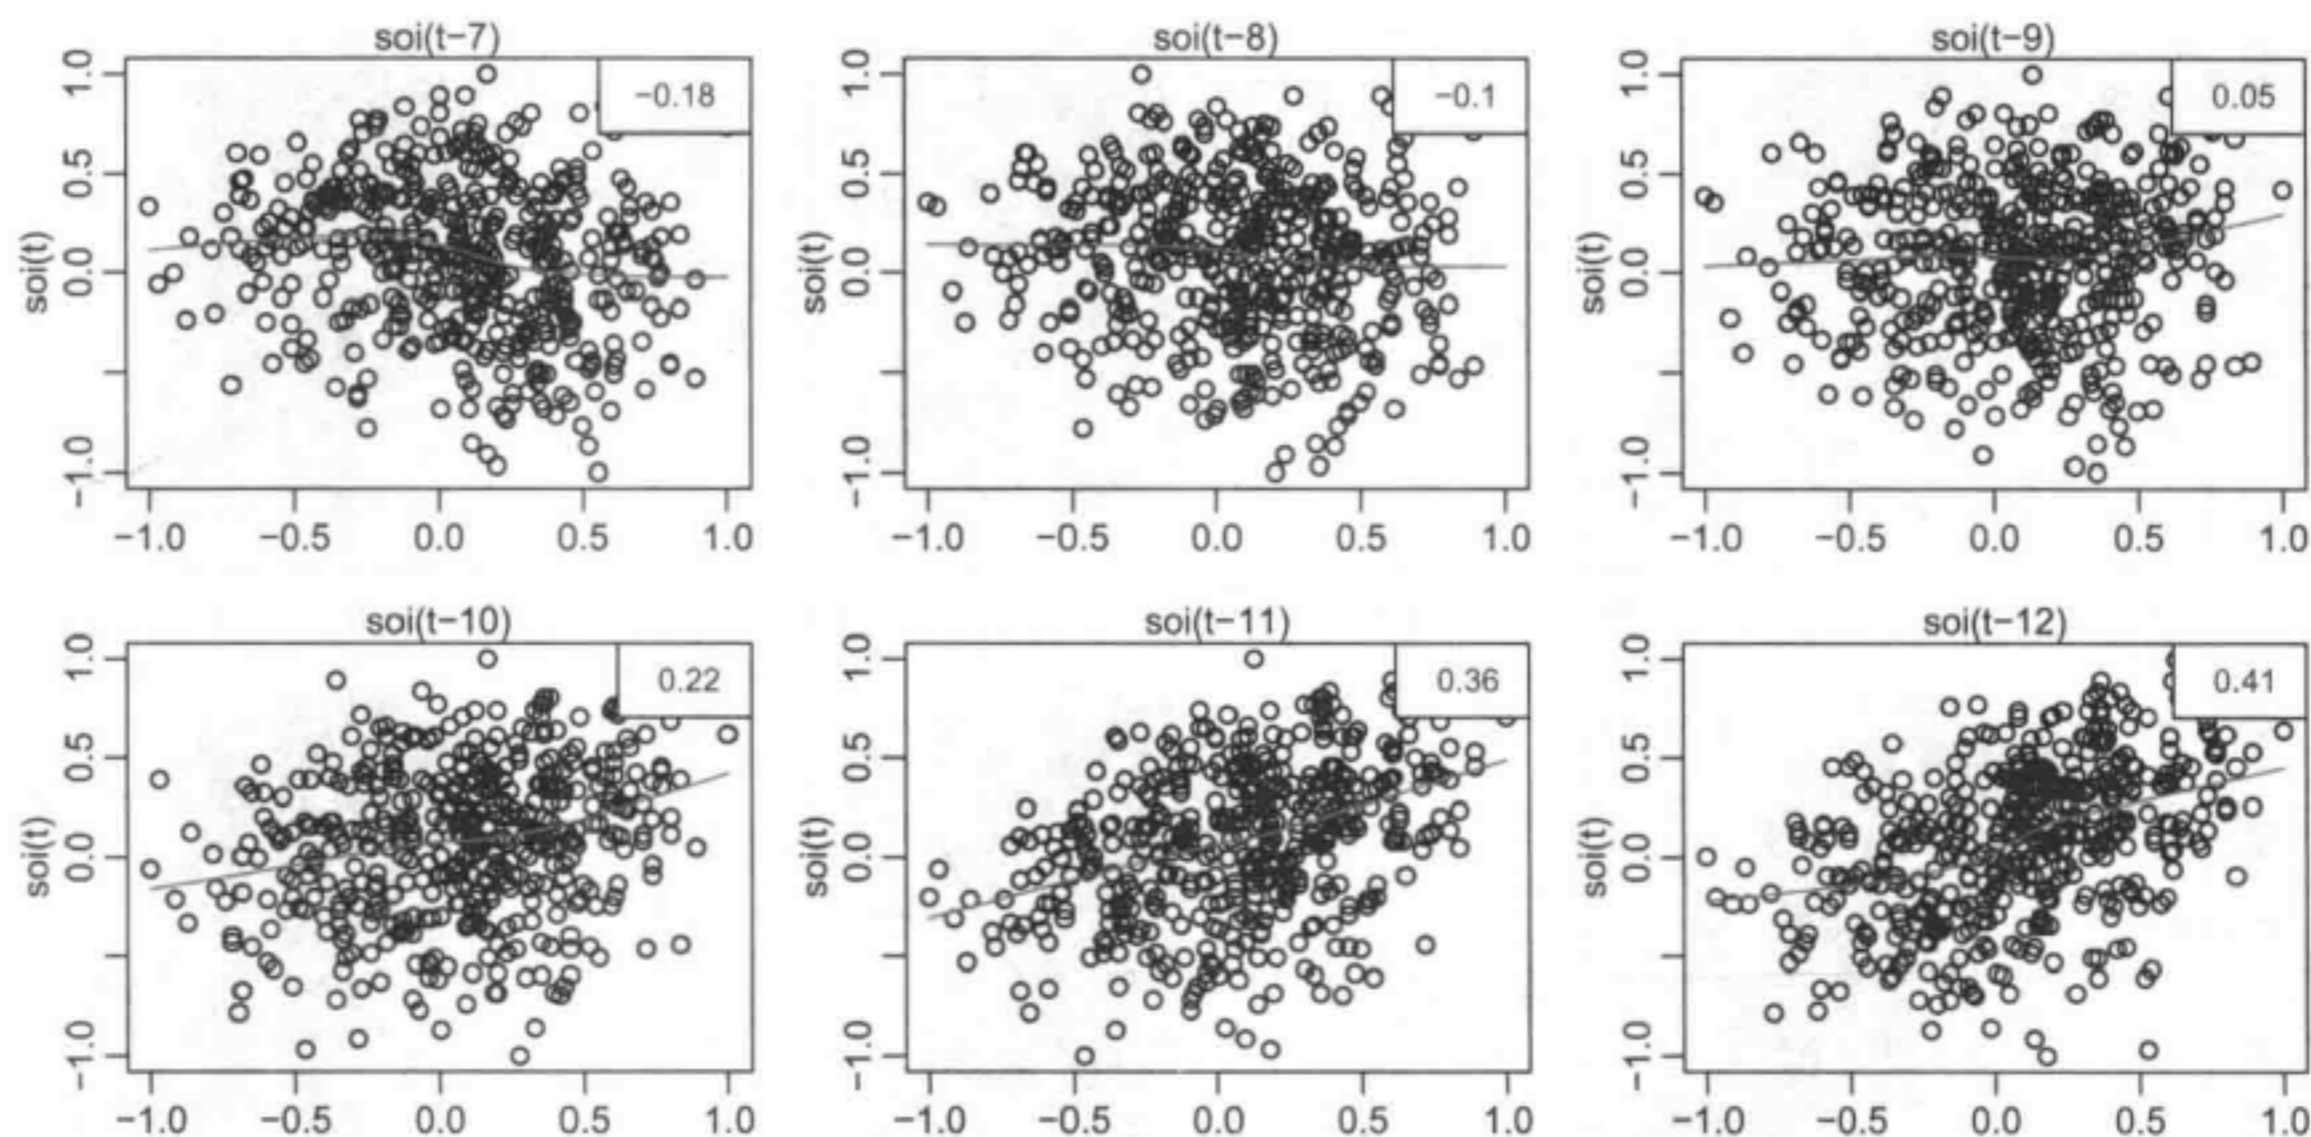 soi(t−7) soi(t−8) soi(t−9)
−0.18 −0.1 0.05
soi(t) soi(t) soi(t)
1.0 1.0 1.0
0.5 0.5 0.5
0.0 0.0 0.0
−1.0 −1.0 −1.0
−1.0 −0.5 0.0 0.5 1.0 −1.0 −0.5 0.0 0.5 1.0 −1.0 −0.5 0.0 0.5 1.0
soi(t−10) soi(t−11) soi(t−12)
0.22 0.36 0.41
soi(t) soi(t) soi(t)
1.0 1.0 1.0
0.5 0.5 0.5
0.0 0.0 0.0
−1.0 −1.0 −1.0
−1.0 −0.5 0.0 0.5 1.0 −1.0 −0.5 0.0 0.5 1.0 −1.0 −0.5 0.0 0.5 1.0